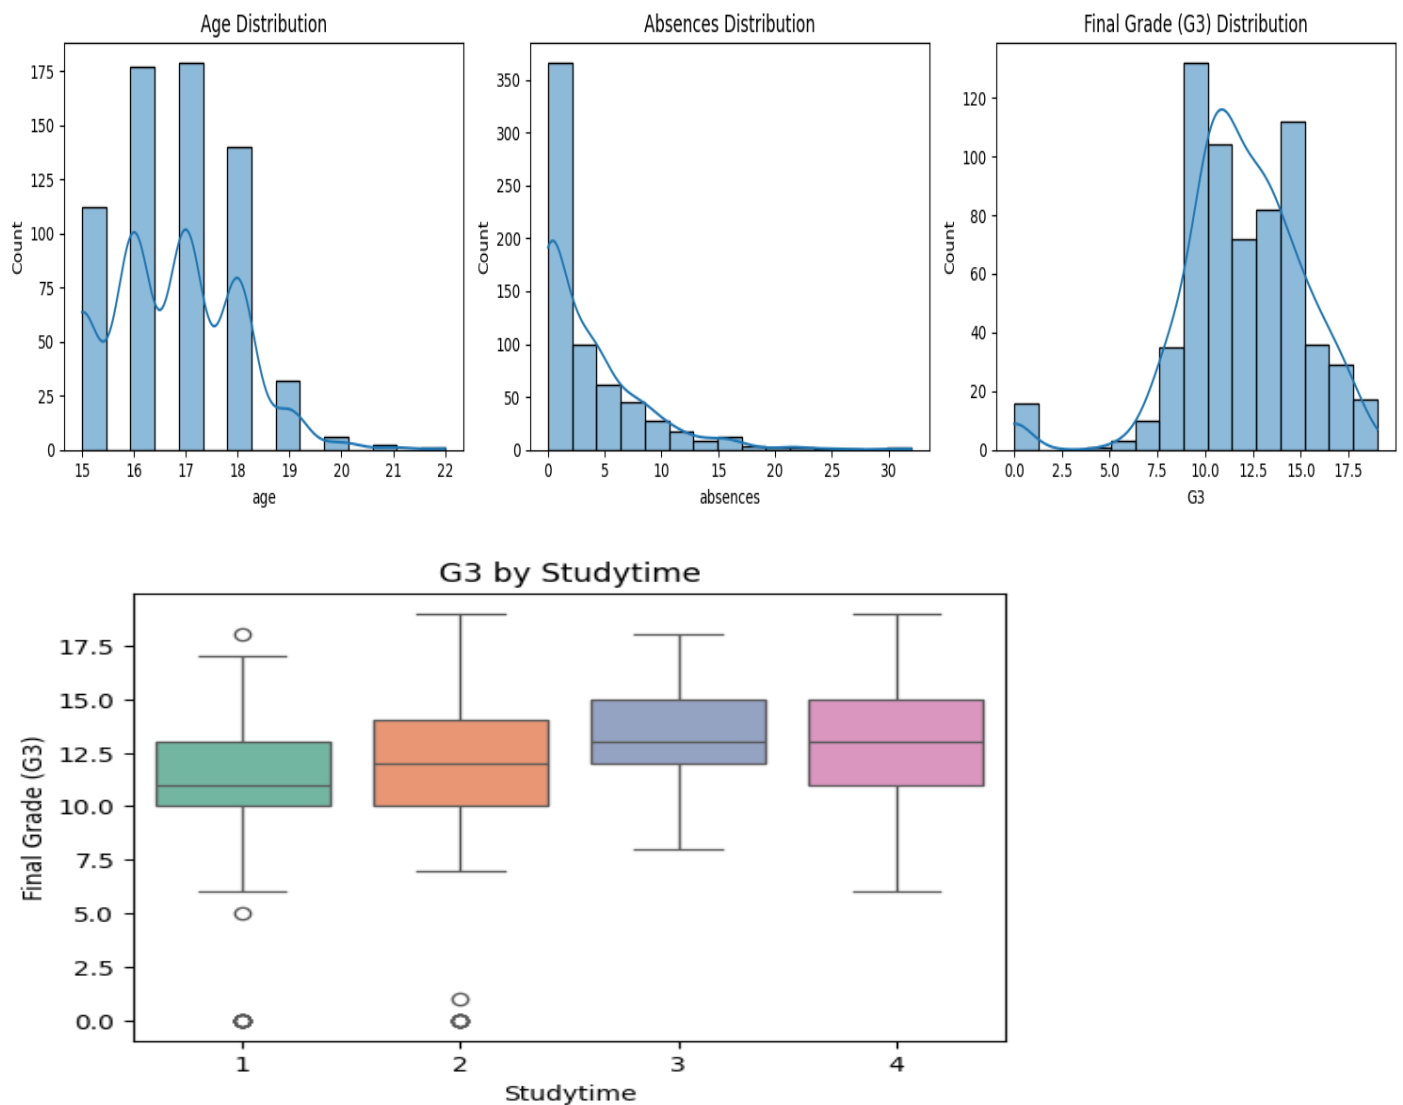 Age Distribution
Count
175
150
125
100
75
50
25
0
15 16 17 18 19 20 21 22
age
Absences Distribution
Count
350
300
250
200
150
100
50
0
0 5 10 15 20 25 30
absences
Final Grade (G3) Distribution
Count
120
100
80
60
40
20
0
0.0 2.5 5.0 7.5 10.0 12.5 15.0 17.5
G3
G3 by Studytime
Final Grade (G3)
17.5
15.0
12.5
10.0
7.5
5.0
2.5
0.0
1 2 3 4
Studytime